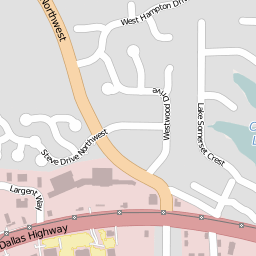 West Hampton Drive
Northwest
Westwood Drive
Lake Somerset Crest
Steve Drive Northwest
Largent Way
Dallas Highway